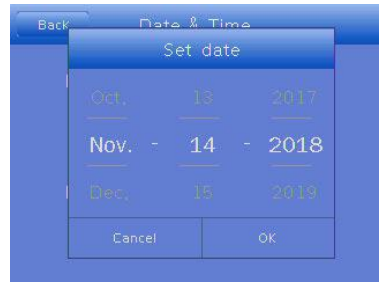 Back Date & Time
Set date
Oct. 13 2017
Nov. - 14 - 2018
Dec. 15 2019
Cancel OK